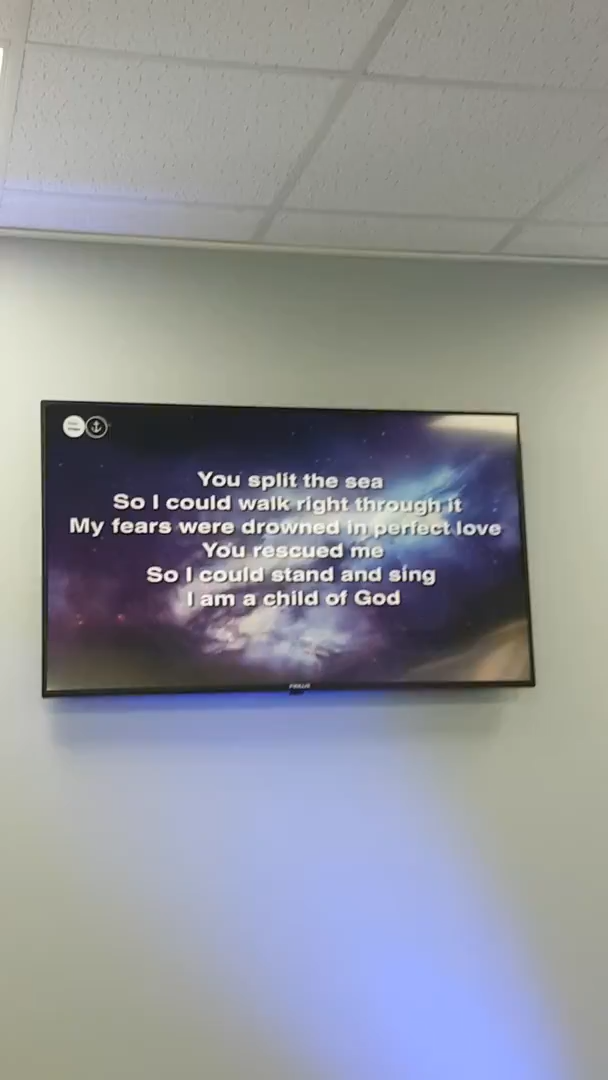 You split the sea
So I could walk right through it
My fears were drowned in perfect love
You rescued me
So I could stand and sing
I am a child of God